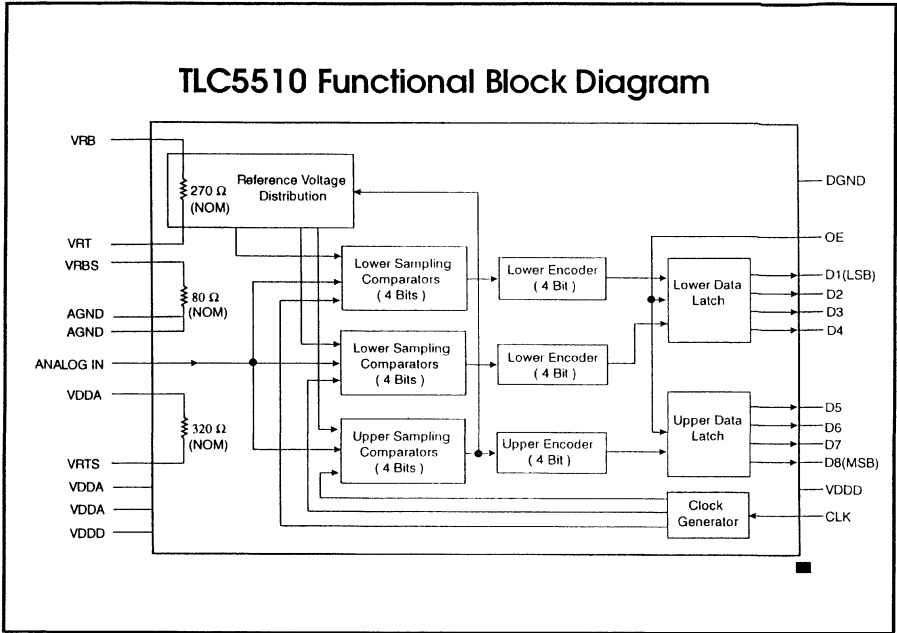 TLC5510 Functional Block Diagram
VRB
270 Ω
(NOM)
Reference Voltage
Distribution
DGND
VRT
OE
VRBS
80 Ω
(NOM)
AGND
AGND
Lower Sampling
Comparators
( 4 Bits )
Lower Encoder
( 4 Bit )
Lower Data
Latch
D1(LSB)
D2
D3
D4
ANALOG IN
Lower Sampling
Comparators
( 4 Bits )
Lower Encoder
( 4 Bit )
VDDA
320 Ω
(NOM)
VRTS
Upper Sampling
Comparators
( 4 Bits )
Upper Encoder
( 4 Bit )
Upper Data
Latch
D5
D6
D7
D8(MSB)
VDDA
VDDA
VDDD
VDDD
Clock
Generator
CLK